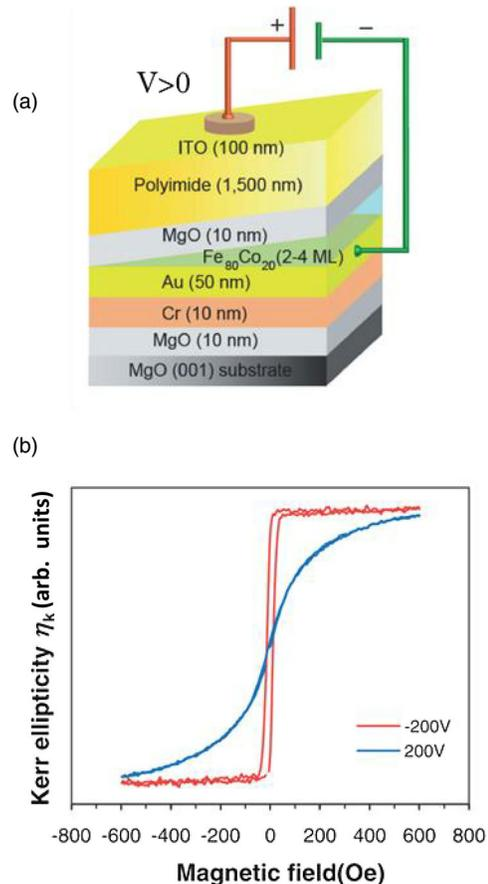 (a)
+ −
V>0
ITO (100 nm)
Polyimide (1,500 nm)
MgO (10 nm)
Fe80Co20(2-4 ML)
Au (50 nm)
Cr (10 nm)
MgO (10 nm)
MgO (001) substrate
(b)
Kerr ellipticity ηk (arb. units)
-200V
200V
-800 -600 -400 -200 0 200 400 600 800
Magnetic field(Oe)